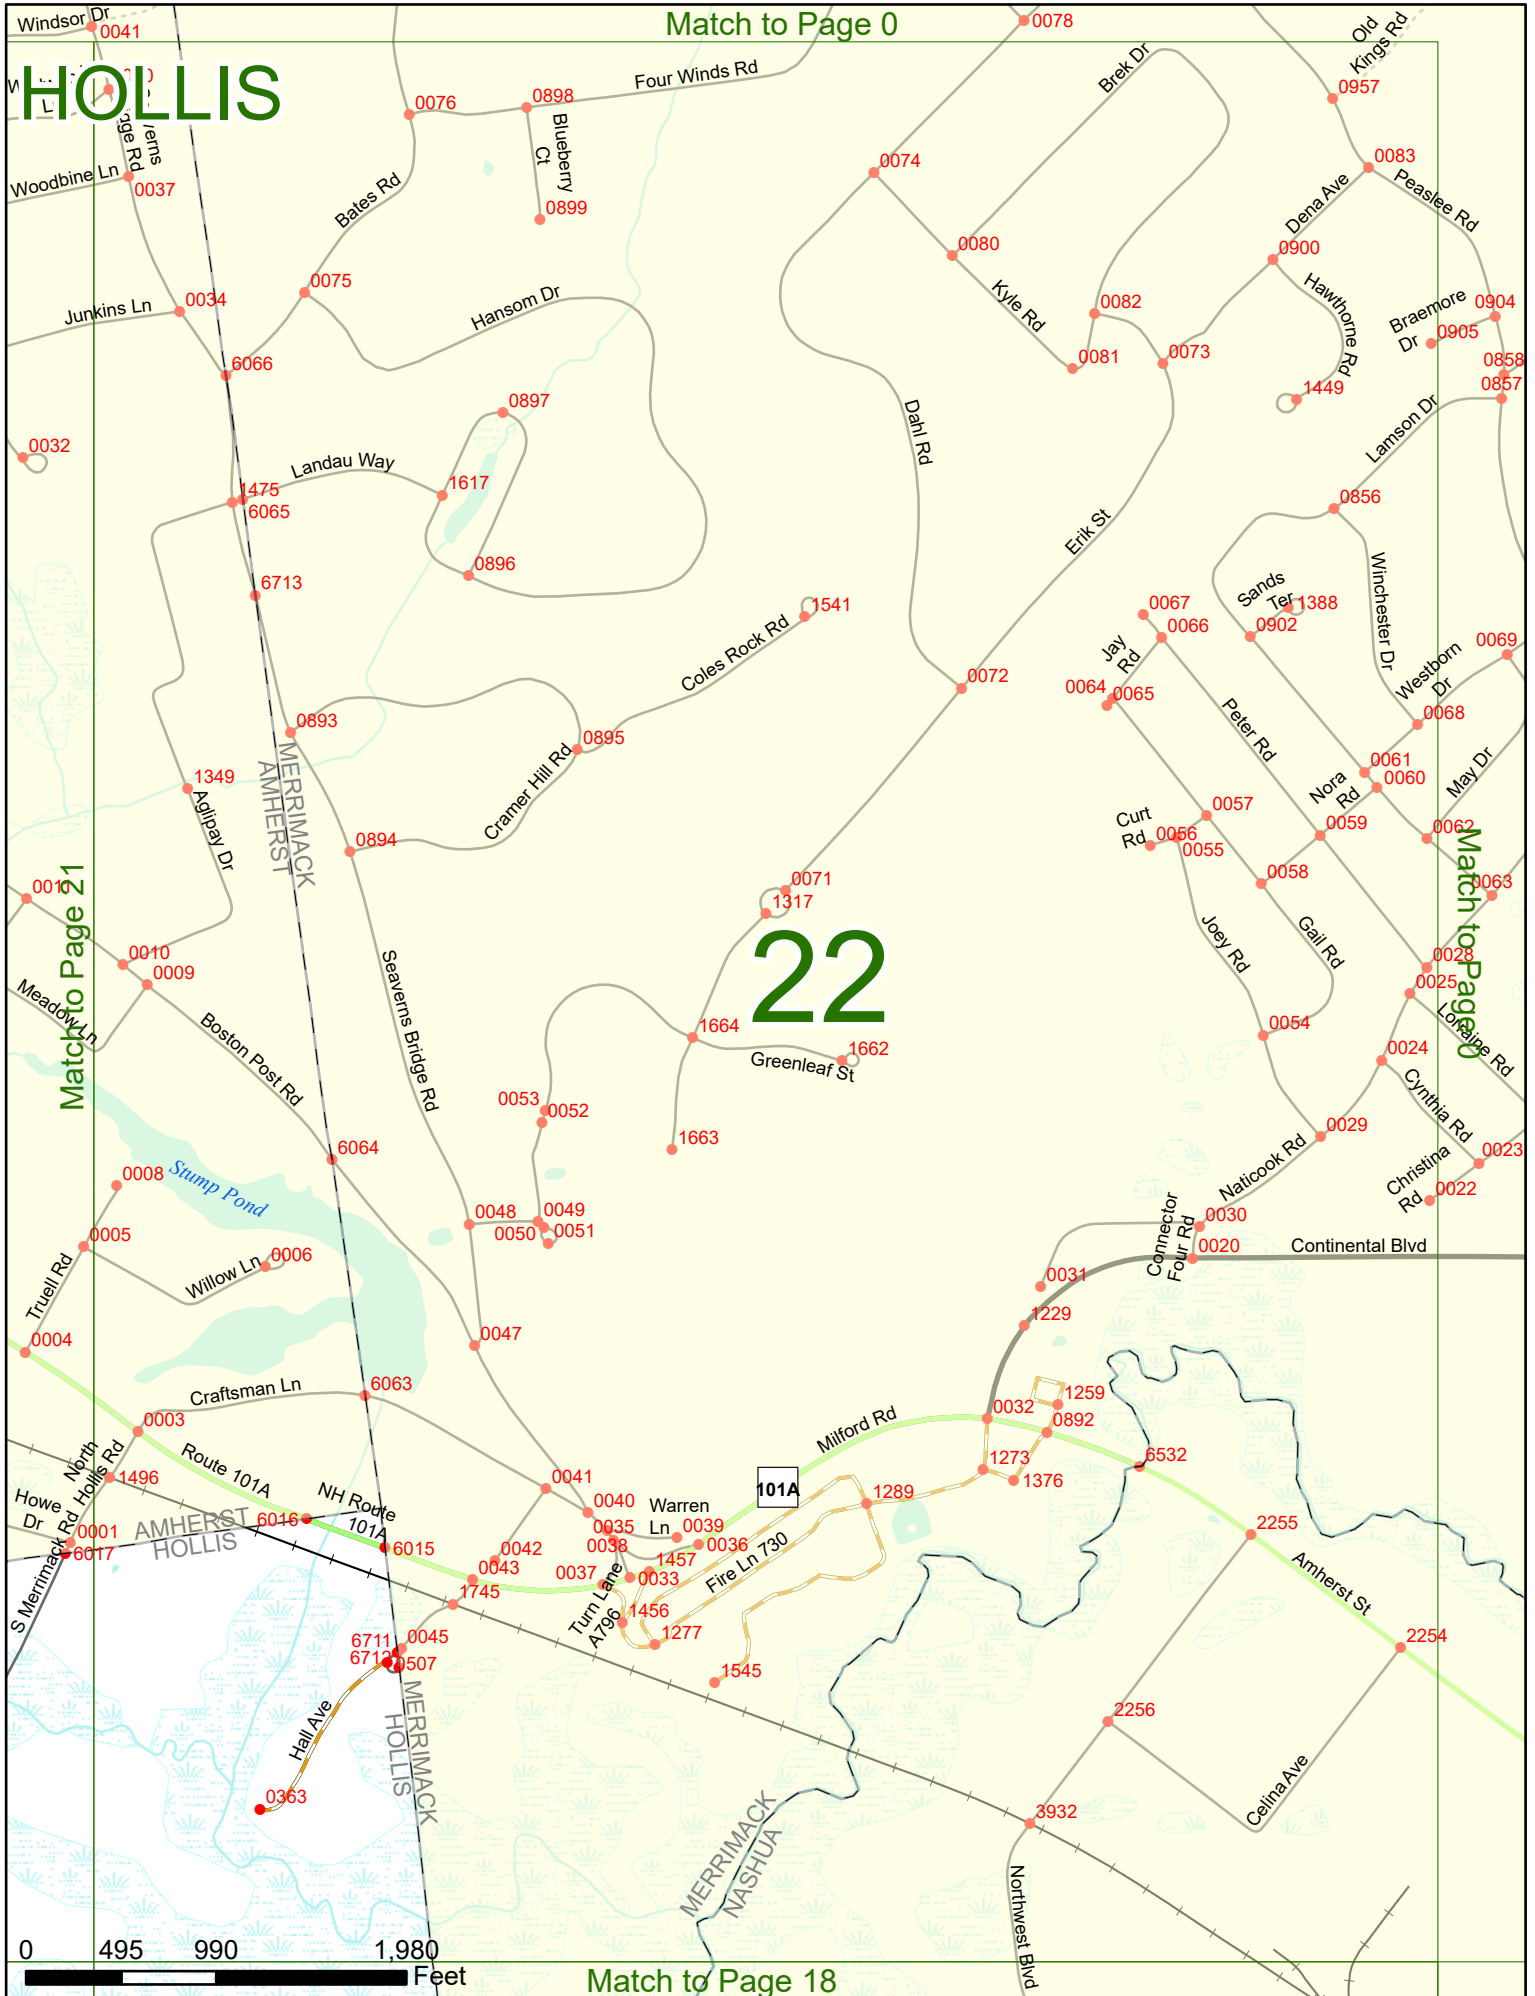 Windsor Dr
0041
Match to Page 0
0078
Old
Kings Rd
HOLLIS
0957
0076
0898
Four Winds Rd
Brek Dr
Blueberry
Ct
0074
0083
Woodbine Ln
0037
Bates Rd
0899
Dena Ave
Peaslee Rd
0080
0900
0075
0034
Junkins Ln
Hansom Dr
Kyle Rd
0082
Hawthorne Rd
Braemore
Dr
0904
0905
6066
0081
0073
0858
0857
1449
0897
Dahl Rd
Lamson Dr
0032
Landau Way
1475
6065
1617
0856
Erik St
0896
6713
Winchester Dr
Sands
Ter
1388
1541
0067
0066
0902
Coles Rock Rd
Jay
Rd
0069
Westborn
Dr
0072
0064
0065
Peter Rd
0068
0893
0895
MERRIMACK
AMHERST
Cramer Hill Rd
0061
0060
May Dr
1349
Aglipay Dr
Nora
Rd
0057
Curt
Rd
0056
0055
0059
0062
Match to Page 0
0894
Match to Page 21
0071
1317
0058
0063
22
Joey Rd
Gail Rd
0010
0009
Seaverns Bridge Rd
0028
0025
Meadow Ln
Boston Post Rd
Lorraine Rd
1664
0054
1662
Greenleaf St
0024
Cynthia Rd
0053
0052
0029
1663
6064
Naticook Rd
Christina
Rd
0023
0022
Stump Pond
0008
0048
0049
0050
0051
Connector
Four Rd
0030
0020
Continental Blvd
0005
Willow Ln
0006
Truell Rd
0031
1229
0004
0047
6063
Craftsman Ln
0003
Milford Rd
0032
1259
0892
North
Hollis Rd
Route 101A
1273
6532
1376
1496
0041
101A
Howe
Dr
NH Route
101A
0040
Warren
Ln
1289
0001
6017
AMHERST
HOLLIS
6016
0035
0038
0039
0036
2255
6015
0042
Fire Ln 730
S Merrimack Rd
0043
0037
1457
0033
Amherst St
1745
Turn Lane
A796
1456
1277
2254
6711
0045
6712
0507
1545
MERRIMACK
HOLLIS
Hall Ave
2256
0363
Celina Ave
3932
MERRIMACK
NASHUA
Northwest Blvd
0
495
990
1,980
Feet
Match to Page 18